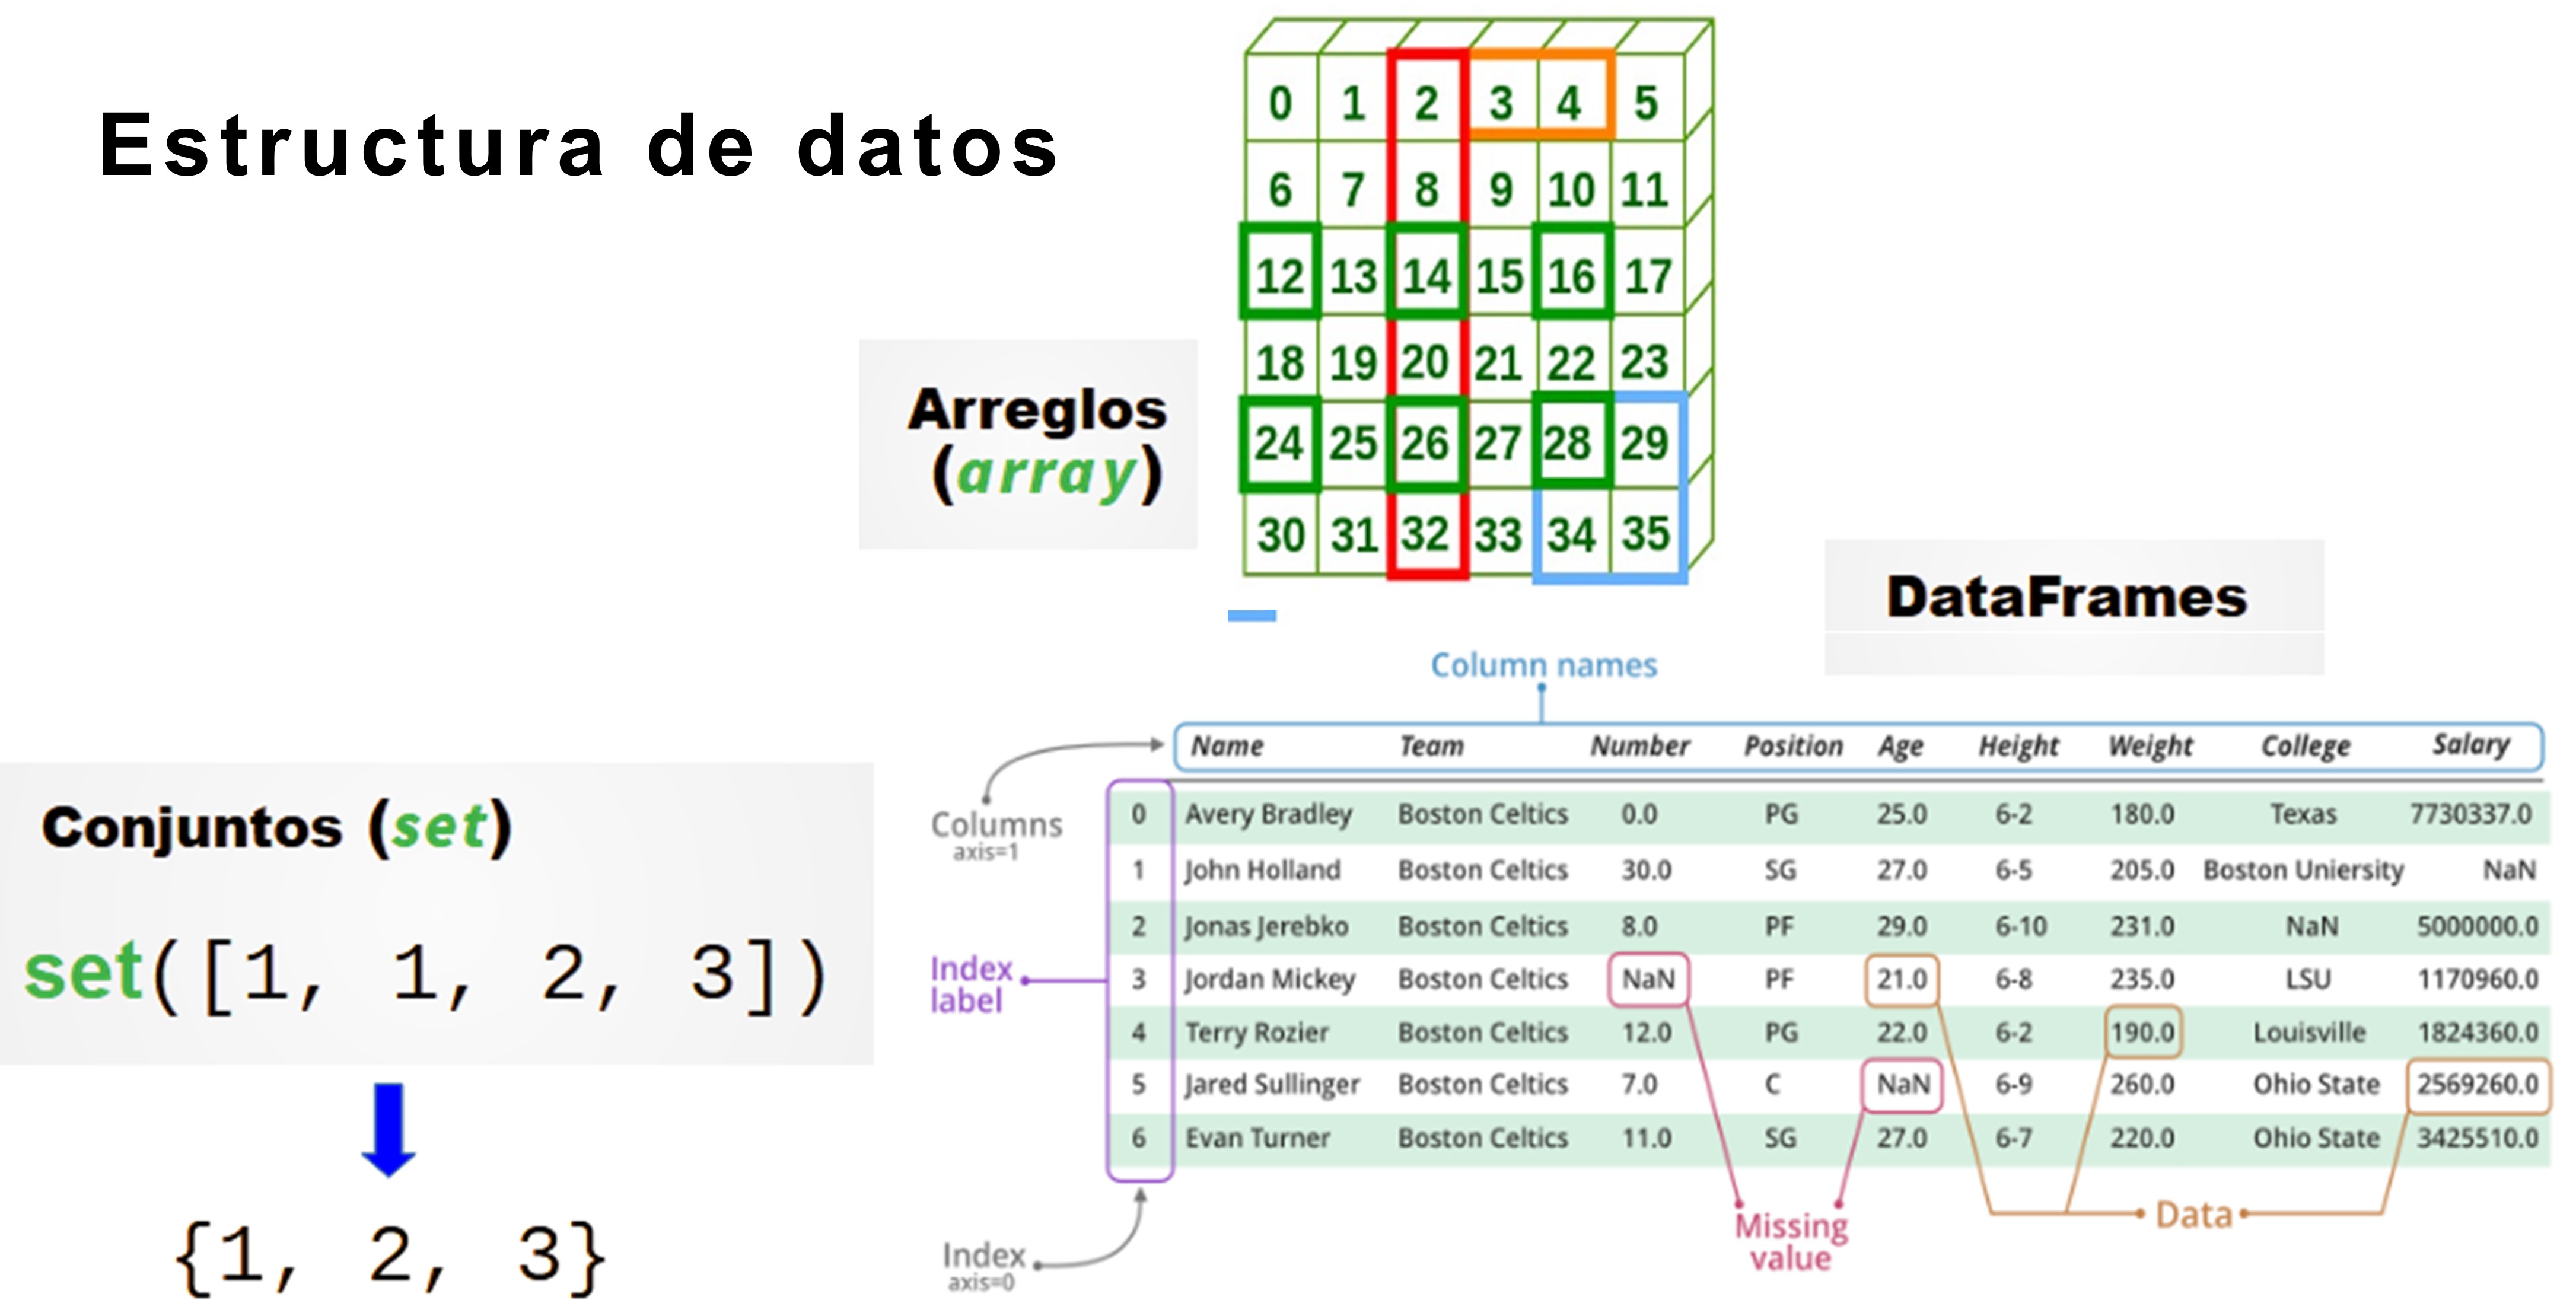 Estructura de datos
0 1 2 3 4 5
6 7 8 9 10 11
12 13 14 15 16 17
18 19 20 21 22 23
24 25 26 27 28 29
30 31 32 33 34 35
Arreglos
(array)
DataFrames
Conjuntos (set)
set([1, 1, 2, 3])
{1, 2, 3}
Column names
Columns
axis=1
Name Team Number Position Age Height Weight College Salary
0 Avery Bradley Boston Celtics 0.0 PG 25.0 6-2 180.0 Texas 7730337.0
1 John Holland Boston Celtics 30.0 SG 27.0 6-5 205.0 Boston Uniersity NaN
2 Jonas Jerebko Boston Celtics 8.0 PF 29.0 6-10 231.0 NaN 5000000.0
3 Jordan Mickey Boston Celtics NaN PF 21.0 6-8 235.0 LSU 1170960.0
4 Terry Rozier Boston Celtics 12.0 PG 22.0 6-2 190.0 Louisville 1824360.0
5 Jared Sullinger Boston Celtics 7.0 C NaN 6-9 260.0 Ohio State 2569260.0
6 Evan Turner Boston Celtics 11.0 SG 27.0 6-7 220.0 Ohio State 3425510.0
Index
label
Index
axis=0
Missing
value
Data